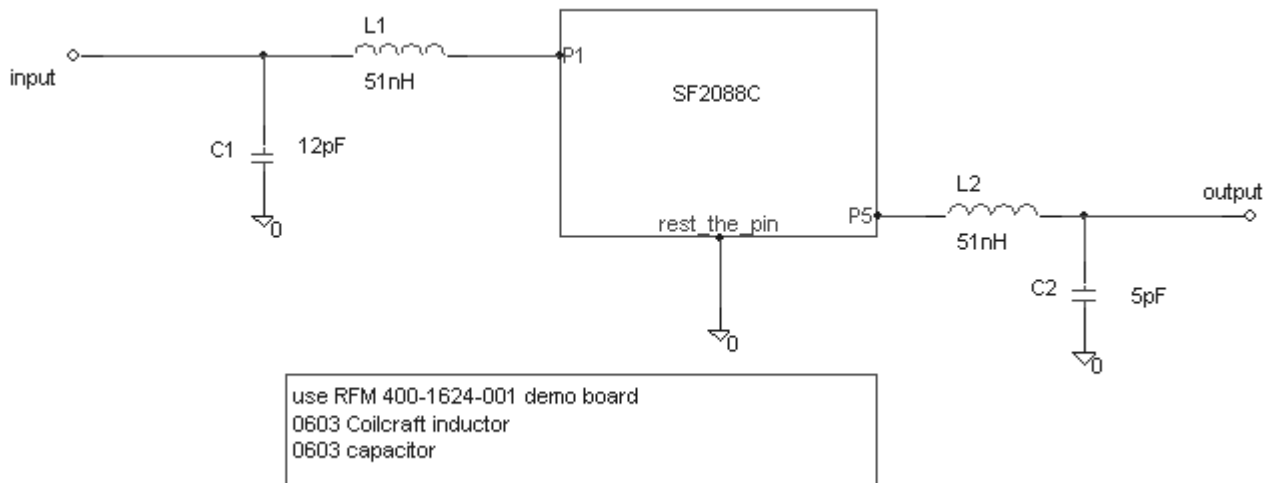 L1
input
51nH
P1
SF2088C
C1
12pF
0
rest_the_pin
P5
L2
output
51nH
C2
5pF
0
0
use RFM 400-1624-001 demo board
0603 Coilcraft inductor
0603 capacitor